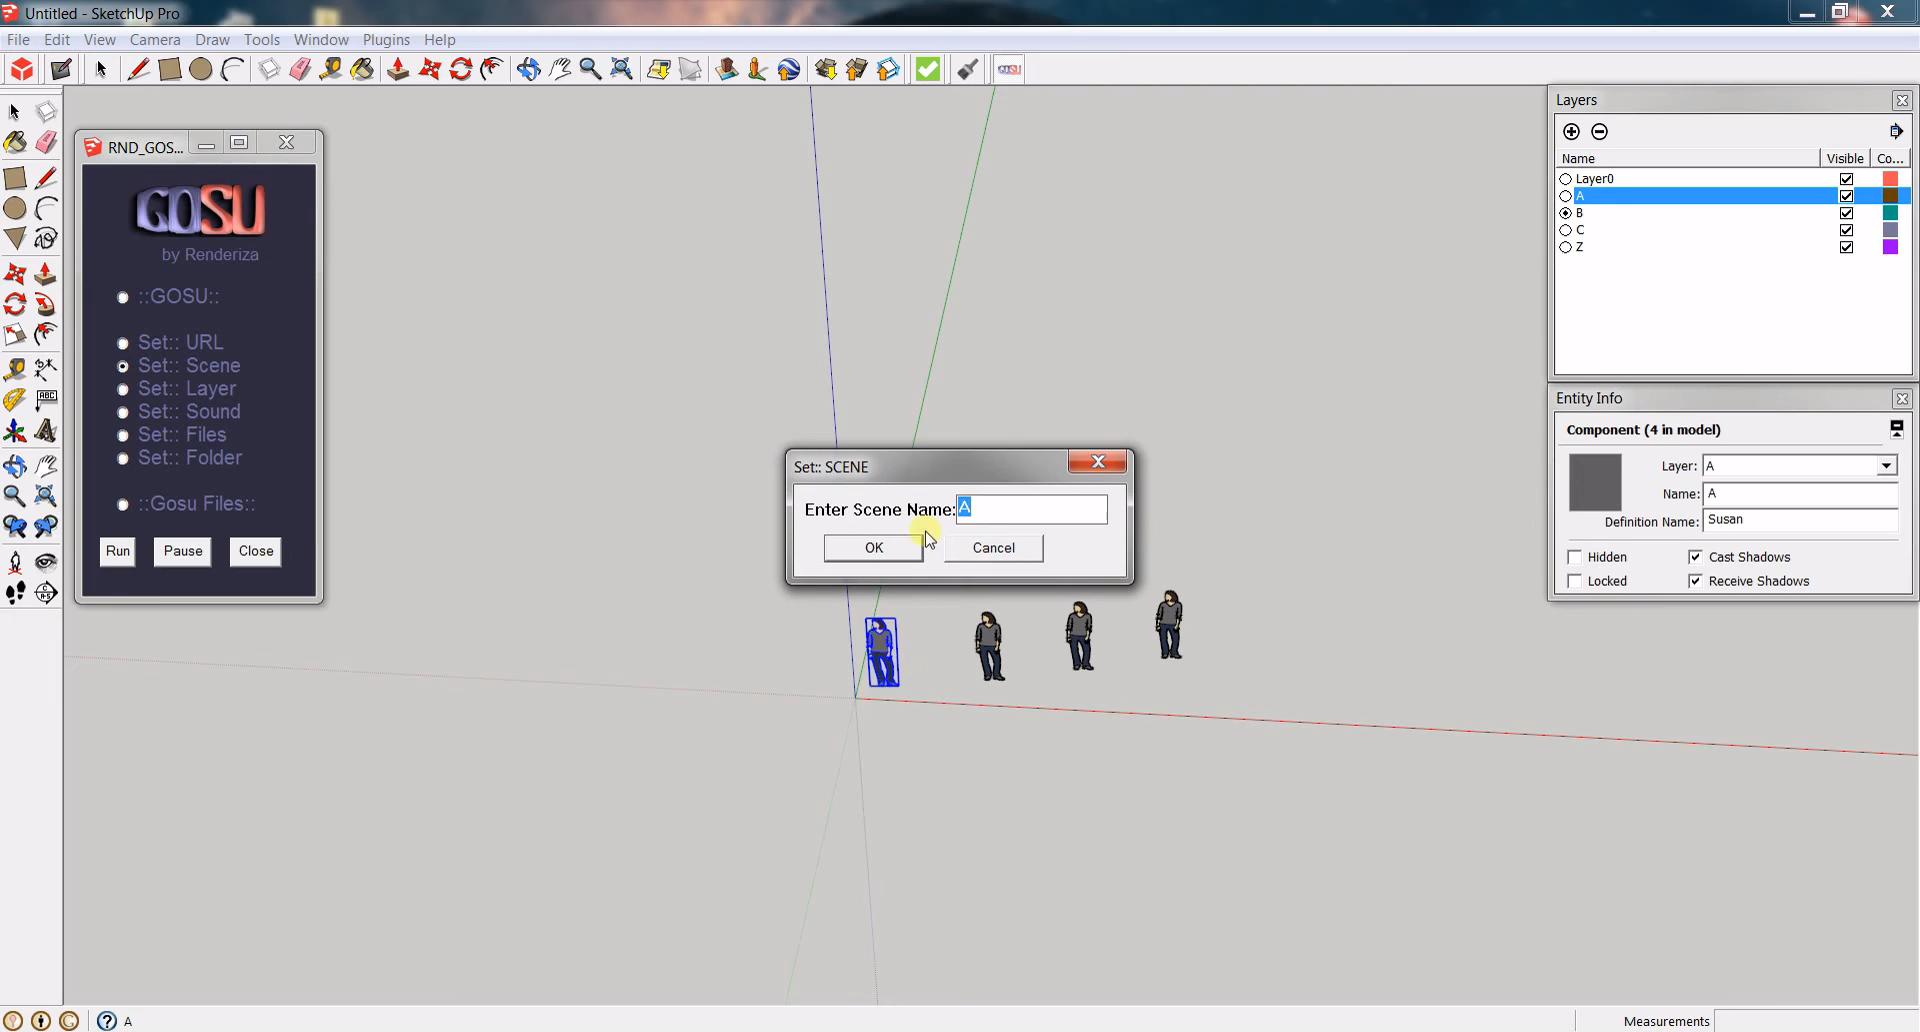 Untitled - SketchUp Pro
File Edit View Camera Draw Tools Window Plugins Help
GOSU
RND_GOS...
GOSU
by Renderiza
::GOSU::
Set:: URL
Set:: Scene
Set:: Layer
Set:: Sound
Set:: Files
Set:: Folder
::Gosu Files::
Run Pause Close
ABC
Set:: SCENE
Enter Scene Name: A
OK Cancel
Layers
Name Visible Co...
Layer0
A
B
C
Z
Entity Info
Component (4 in model)
Layer: A
Name: A
Definition Name: Susan
Hidden Cast Shadows
Locked Receive Shadows
A
Measurements